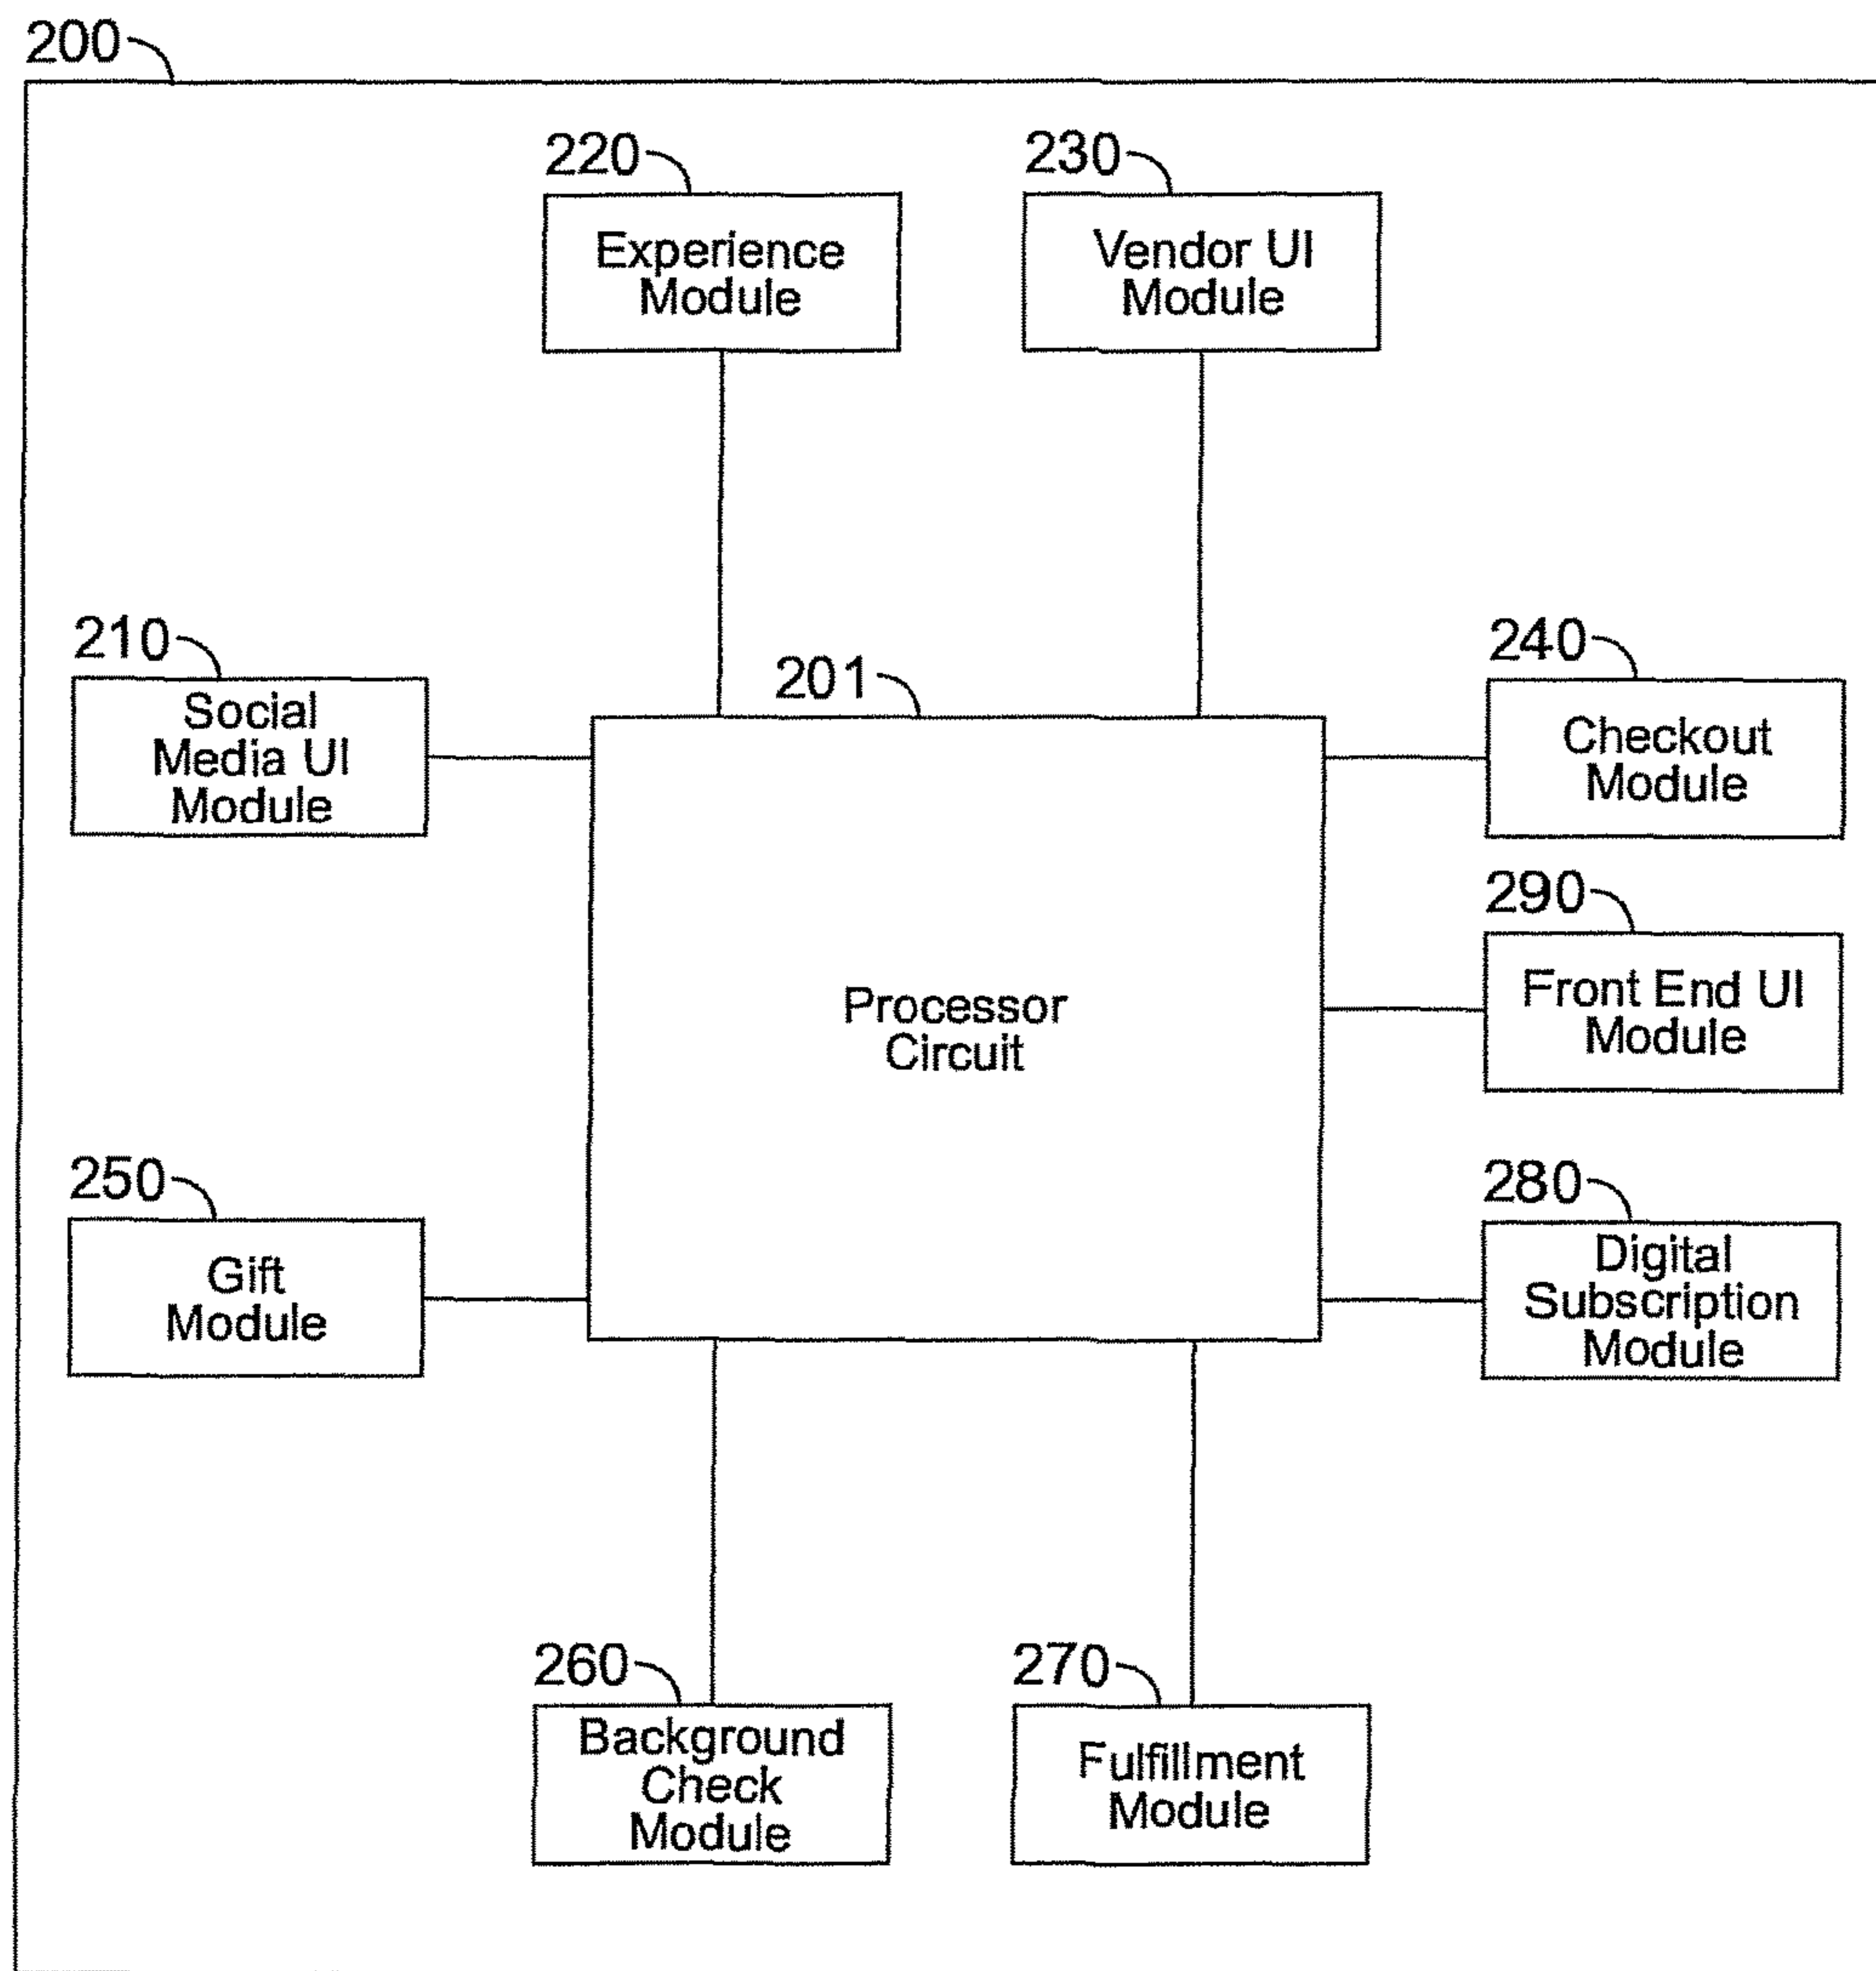 200
220
Experience
Module
230
Vendor UI
Module
210
Social
Media UI
Module
201
Processor
Circuit
240
Checkout
Module
290
Front End UI
Module
250
Gift
Module
280
Digital
Subscription
Module
260
Background
Check
Module
270
Fulfillment
Module